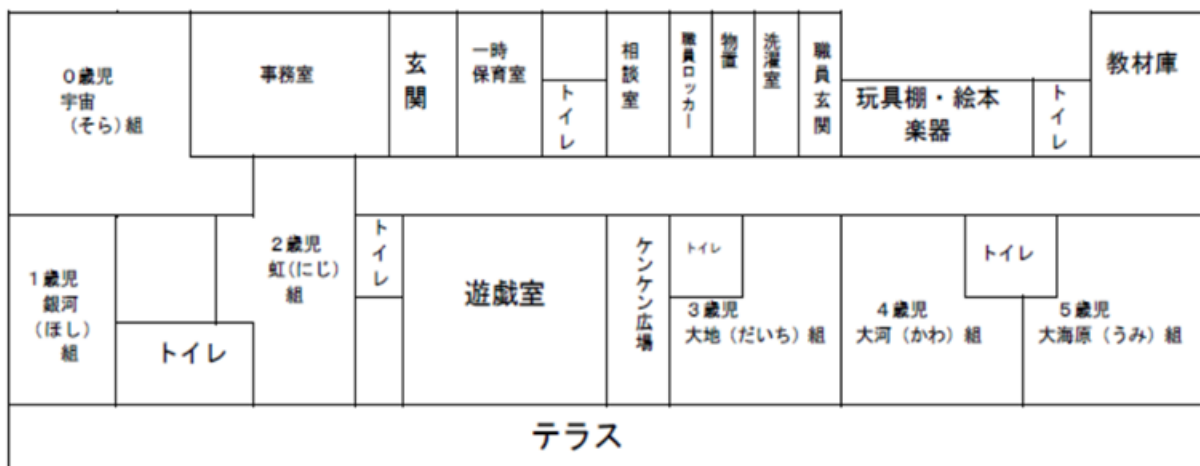 0歳児
宇宙
(そら)組
事務室
玄関
一時
保育室
トイレ
相談室
職員ロッカー
物置
洗濯室
職員玄関
玩具棚・絵本
楽器
トイレ
教材庫
1歳児
銀河
(ほし)
組
トイレ
2歳児
虹(にじ)
組
トイレ
遊戯室
ケンケン広場
トイレ
3歳児
大地(だいち)組
4歳児
大河(かわ)組
トイレ
5歳児
大海原(うみ)組
テラス